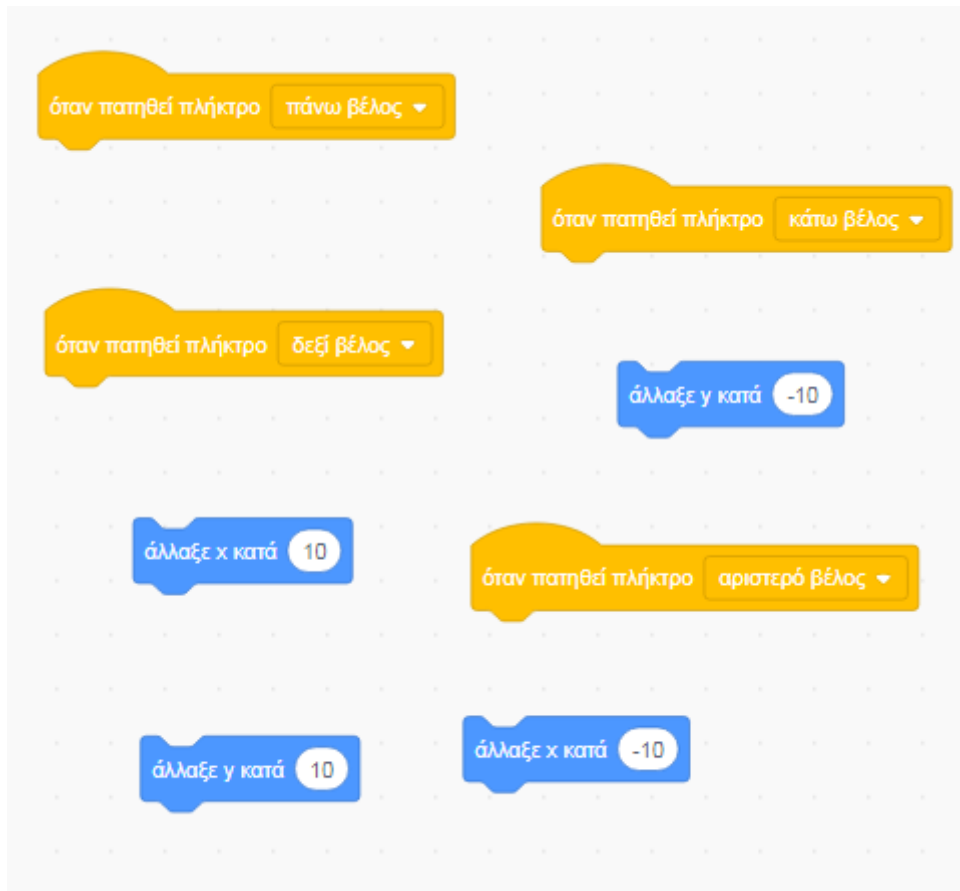 όταν πατηθεί πλήκτρο πάνω βέλος
όταν πατηθεί πλήκτρο κάτω βέλος
όταν πατηθεί πλήκτρο δεξί βέλος
άλλαξε y κατά -10
άλλαξε x κατά 10
όταν πατηθεί πλήκτρο αριστερό βέλος
άλλαξε y κατά 10
άλλαξε x κατά -10